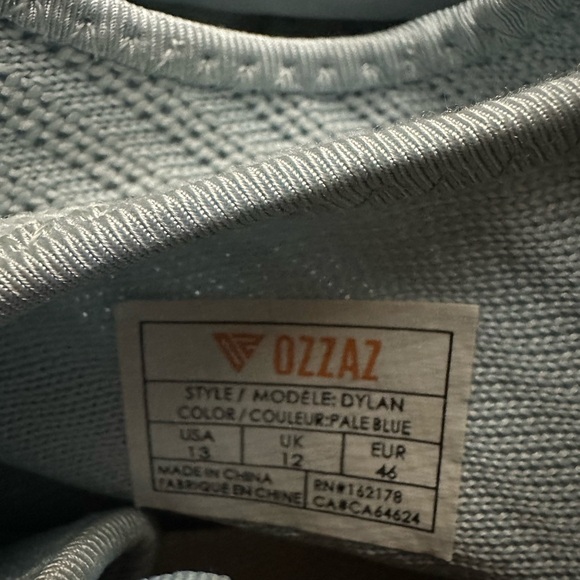 OZZAZ
STYLE / MODÈLE: DYLAN
COLOR / COULEUR:PALE BLUE
USA UK EUR
13 12 46
MADE IN CHINA RN#162178
FABRIQUE EN CHINE CA#CA64624